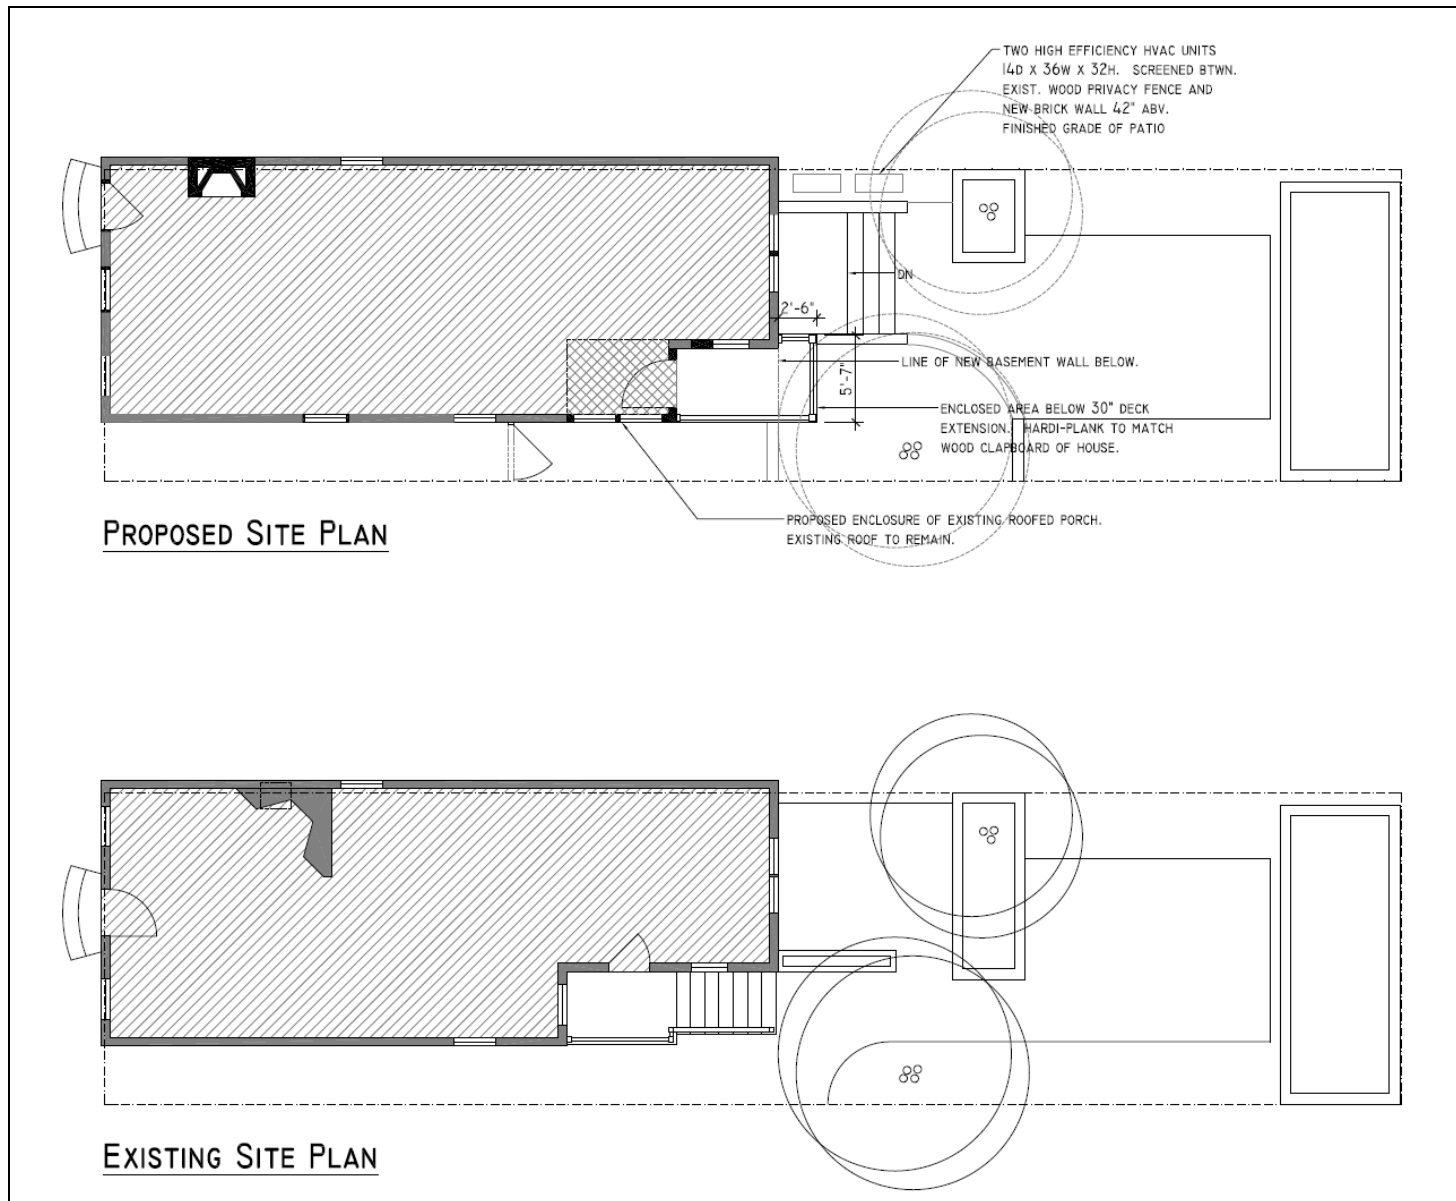 TWO HIGH EFFICIENCY HVAC UNITS
14D X 36W X 32H. SCREENED BTWN.
EXIST. WOOD PRIVACY FENCE AND
NEW BRICK WALL 42" ABV.
FINISHED GRADE OF PATIO
DN
2'-6"
LINE OF NEW BASEMENT WALL BELOW.
5'-7"
ENCLOSED AREA BELOW 30" DECK
EXTENSION. HARDI-PLANK TO MATCH
WOOD CLAPBOARD OF HOUSE.
PROPOSED ENCLOSURE OF EXISTING ROOFED PORCH.
EXISTING ROOF TO REMAIN.
PROPOSED SITE PLAN
EXISTING SITE PLAN